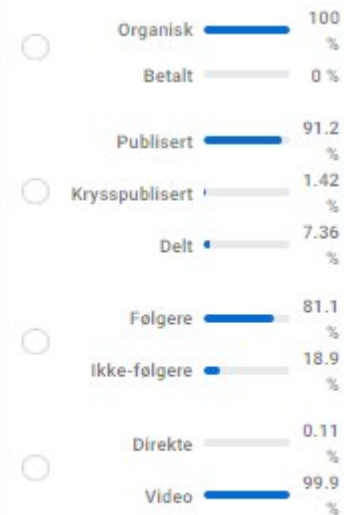 Organisk 100 %
Betalt 0 %
Publisert 91.2 %
Krysspublisert 1.42 %
Delt 7.36 %
Følgere 81.1 %
Ikke-følgere 18.9 %
Direkte 0.11 %
Video 99.9 %